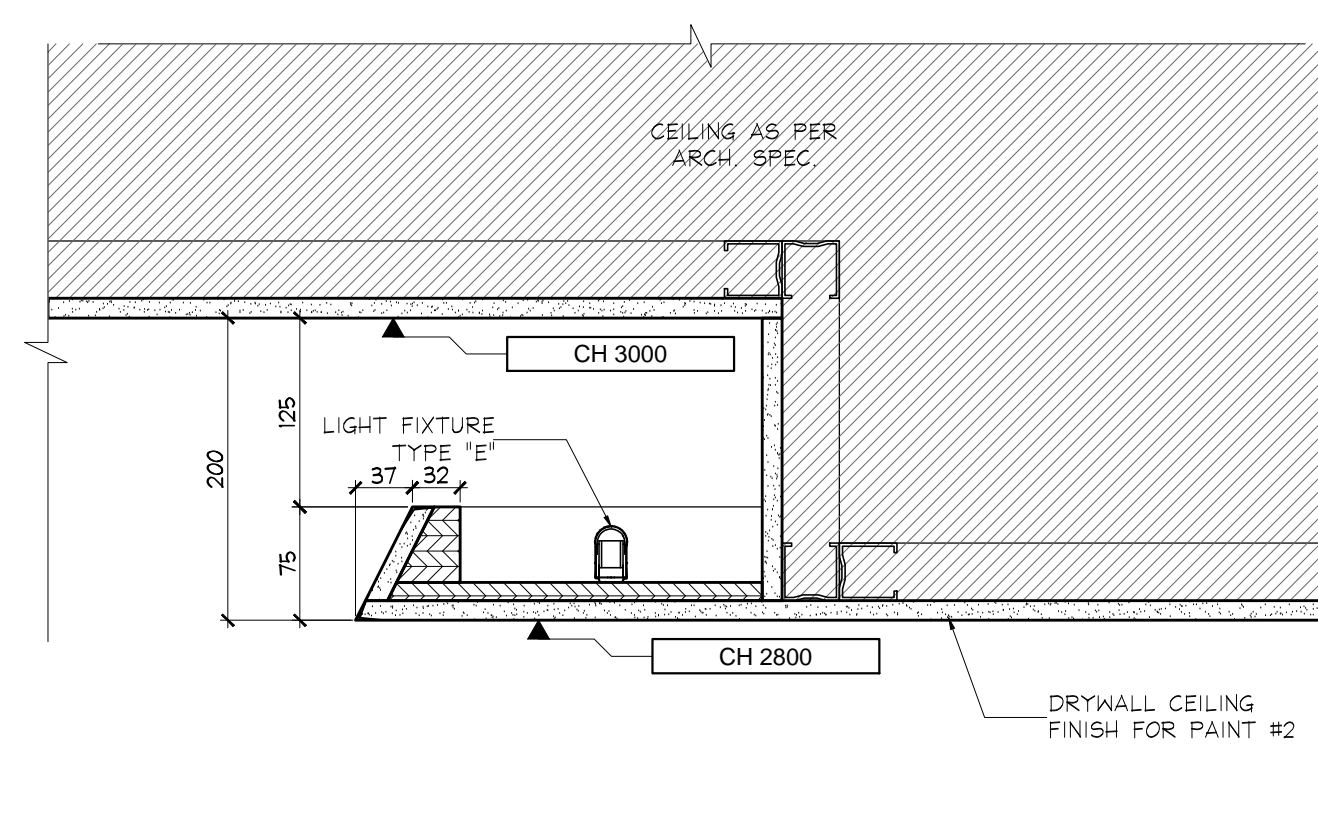 CEILING AS PER
ARCH. SPEC.
CH 3000
125
LIGHT FIXTURE
TYPE "E"
200
37
32
75
CH 2800
DRYWALL CEILING
FINISH FOR PAINT #2